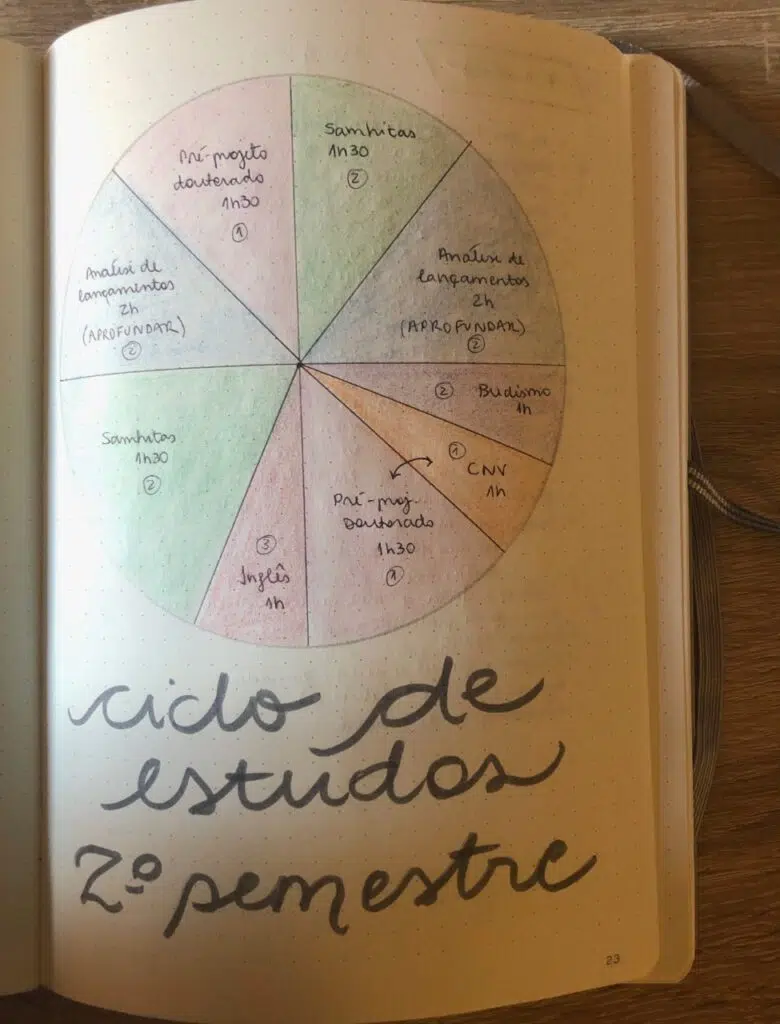 Samhitas
1h30
2
Análise de
lançamentos
2h
(APROFUNDAR)
2
Budismo
1h
2
1
CNV
1h
Pré-proj.
Doutorado
1h30
1
3
Inglês
1h
Samhitas
1h30
2
Análise de
lançamentos
2h
(APROFUNDAR)
2
Pré-projeto
doutorado
1h30
1
ciclo de
estudos
2º semestre
23